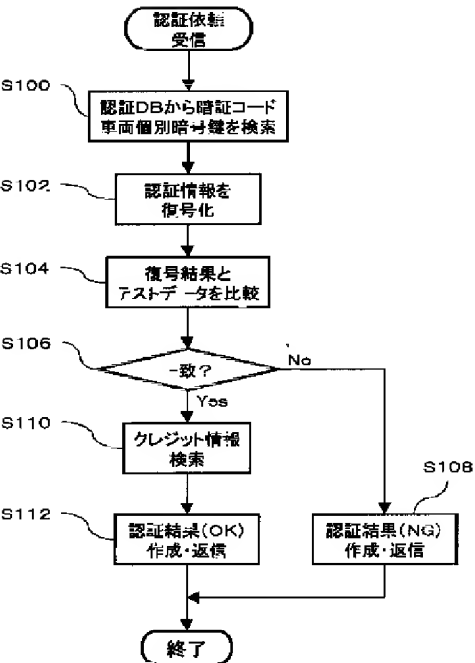 認証依頼
受信
S100
認証DBから暗証コード
車両個別暗号鍵を検索
S102
認証情報を
復号化
S104
復号結果と
テストデータを比較
S106
一致?
No
Yes
S110
クレジット情報
検索
S108
S112
認証結果(OK)
作成・返信
認証結果(NG)
作成・返信
終了